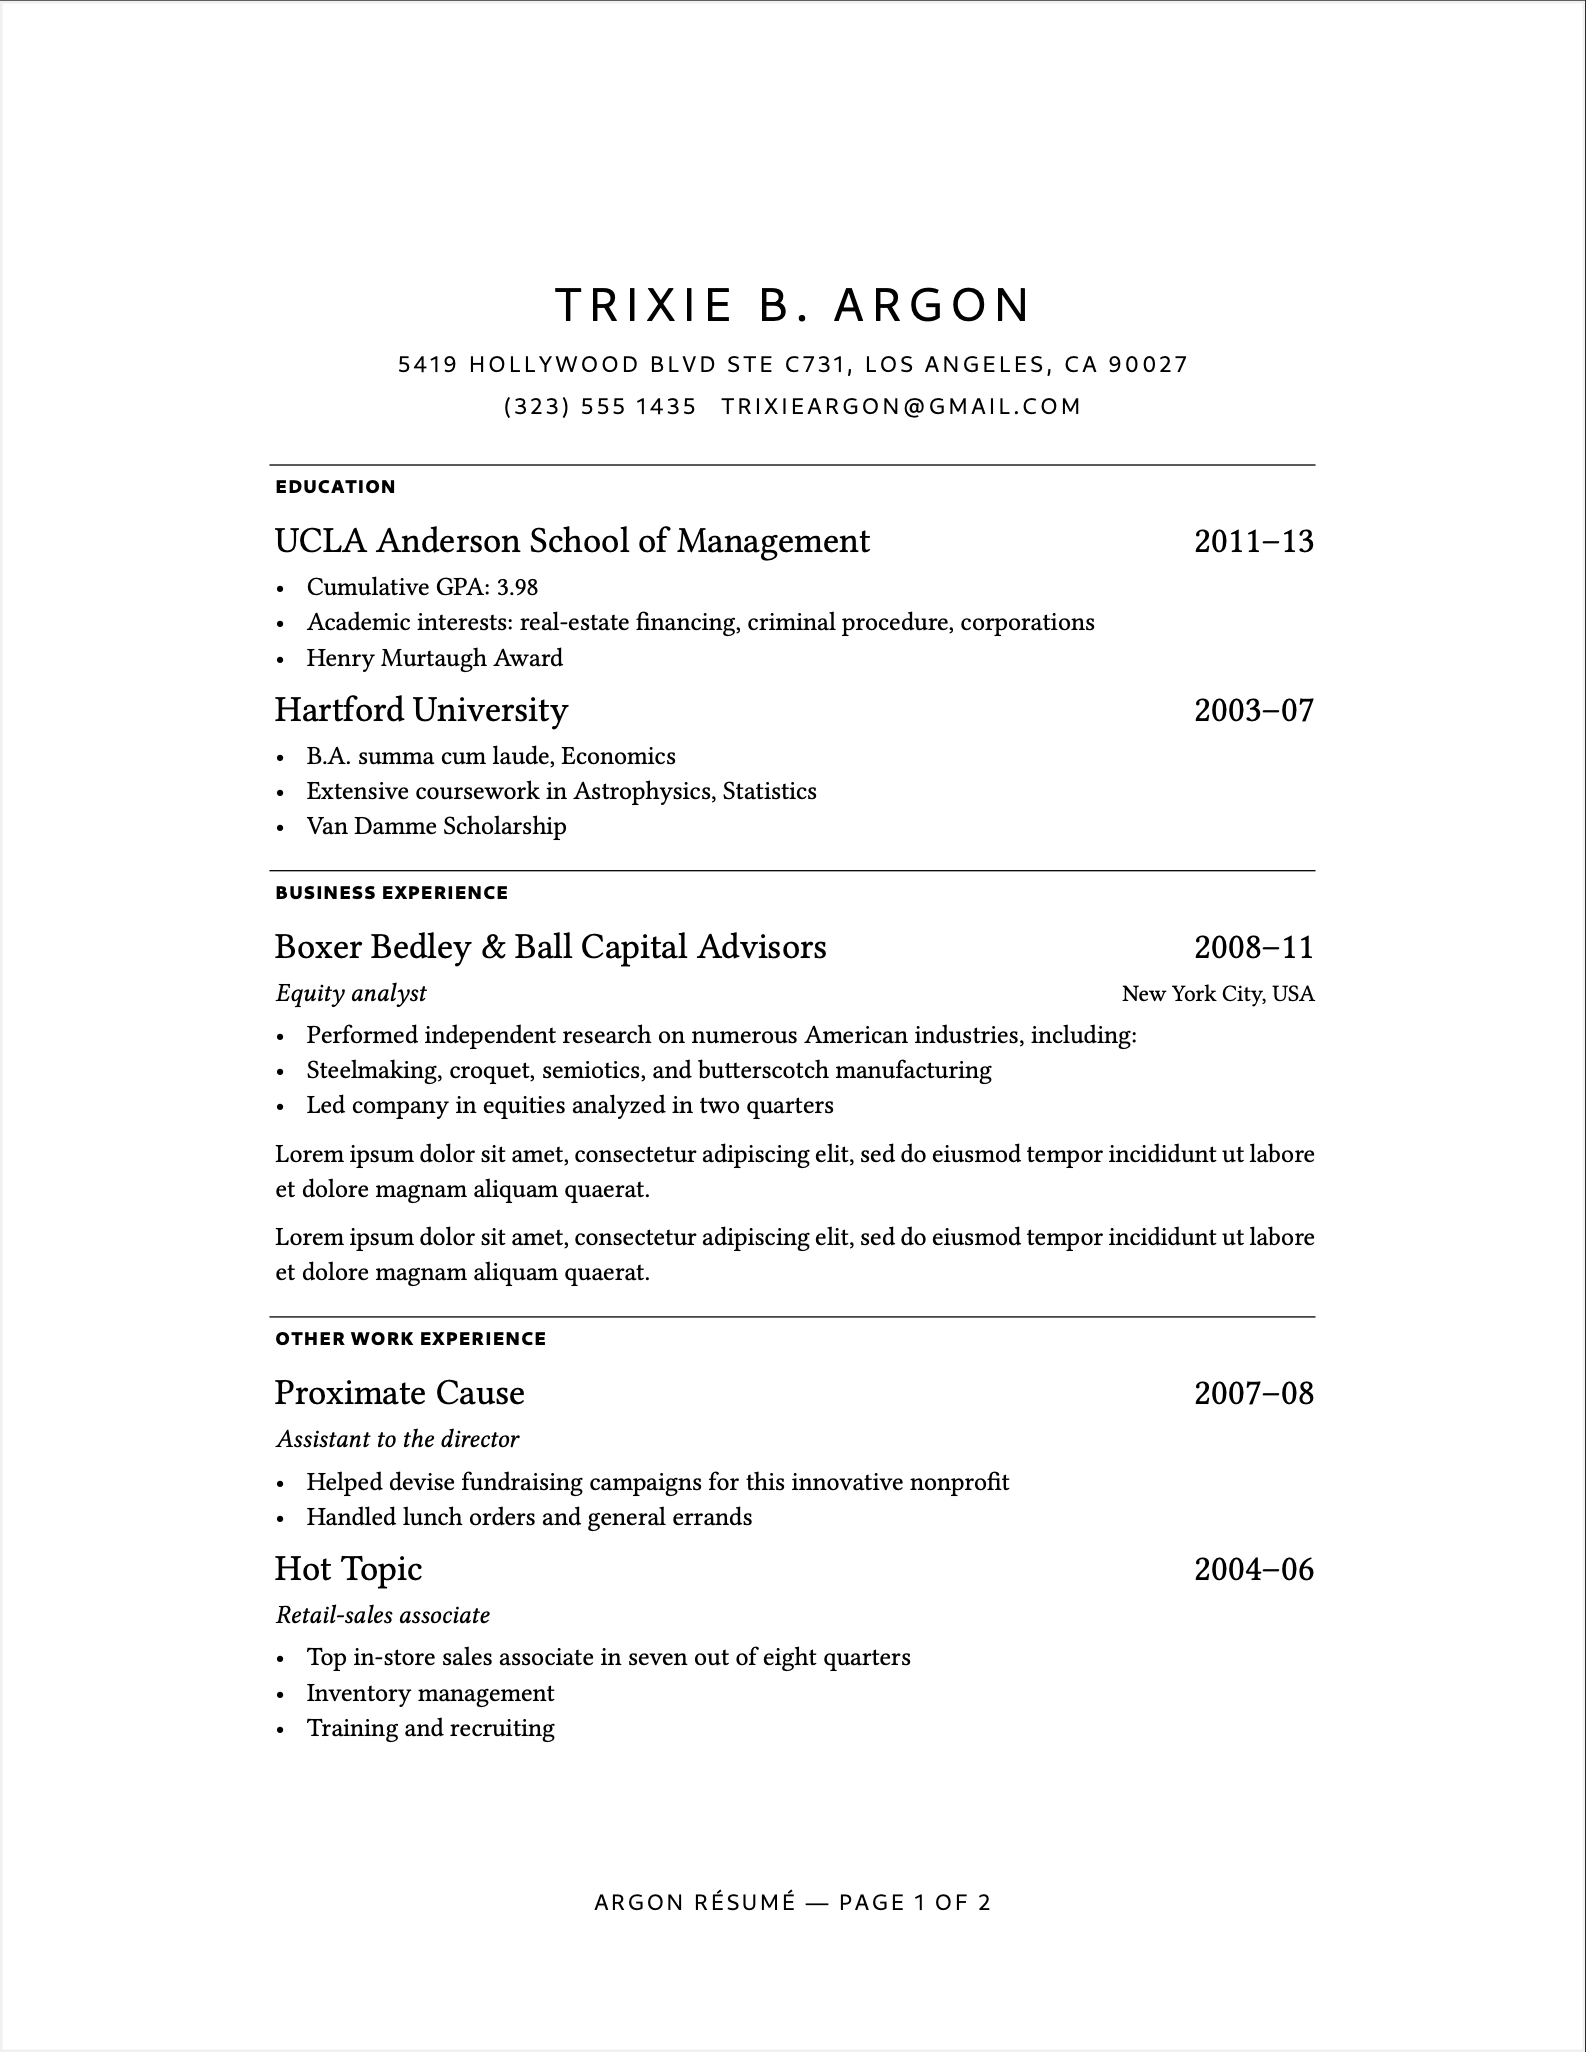 TRIXIE B. ARGON
5419 HOLLYWOOD BLVD STE C731, LOS ANGELES, CA 90027
(323) 555 1435 TRIXIEARGON@GMAIL.COM
EDUCATION
UCLA Anderson School of Management 2011–13
• Cumulative GPA: 3.98
• Academic interests: real-estate financing, criminal procedure, corporations
• Henry Murtaugh Award
Hartford University 2003–07
• B.A. summa cum laude, Economics
• Extensive coursework in Astrophysics, Statistics
• Van Damme Scholarship
BUSINESS EXPERIENCE
Boxer Bedley & Ball Capital Advisors 2008–11
Equity analyst New York City, USA
• Performed independent research on numerous American industries, including:
• Steelmaking, croquet, semiotics, and butterscotch manufacturing
• Led company in equities analyzed in two quarters
Lorem ipsum dolor sit amet, consectetur adipiscing elit, sed do eiusmod tempor incididunt ut labore
et dolore magnam aliquam quaerat.
Lorem ipsum dolor sit amet, consectetur adipiscing elit, sed do eiusmod tempor incididunt ut labore
et dolore magnam aliquam quaerat.
OTHER WORK EXPERIENCE
Proximate Cause 2007–08
Assistant to the director
• Helped devise fundraising campaigns for this innovative nonprofit
• Handled lunch orders and general errands
Hot Topic 2004–06
Retail-sales associate
• Top in-store sales associate in seven out of eight quarters
• Inventory management
• Training and recruiting
ARGON RÉSUMÉ — PAGE 1 OF 2